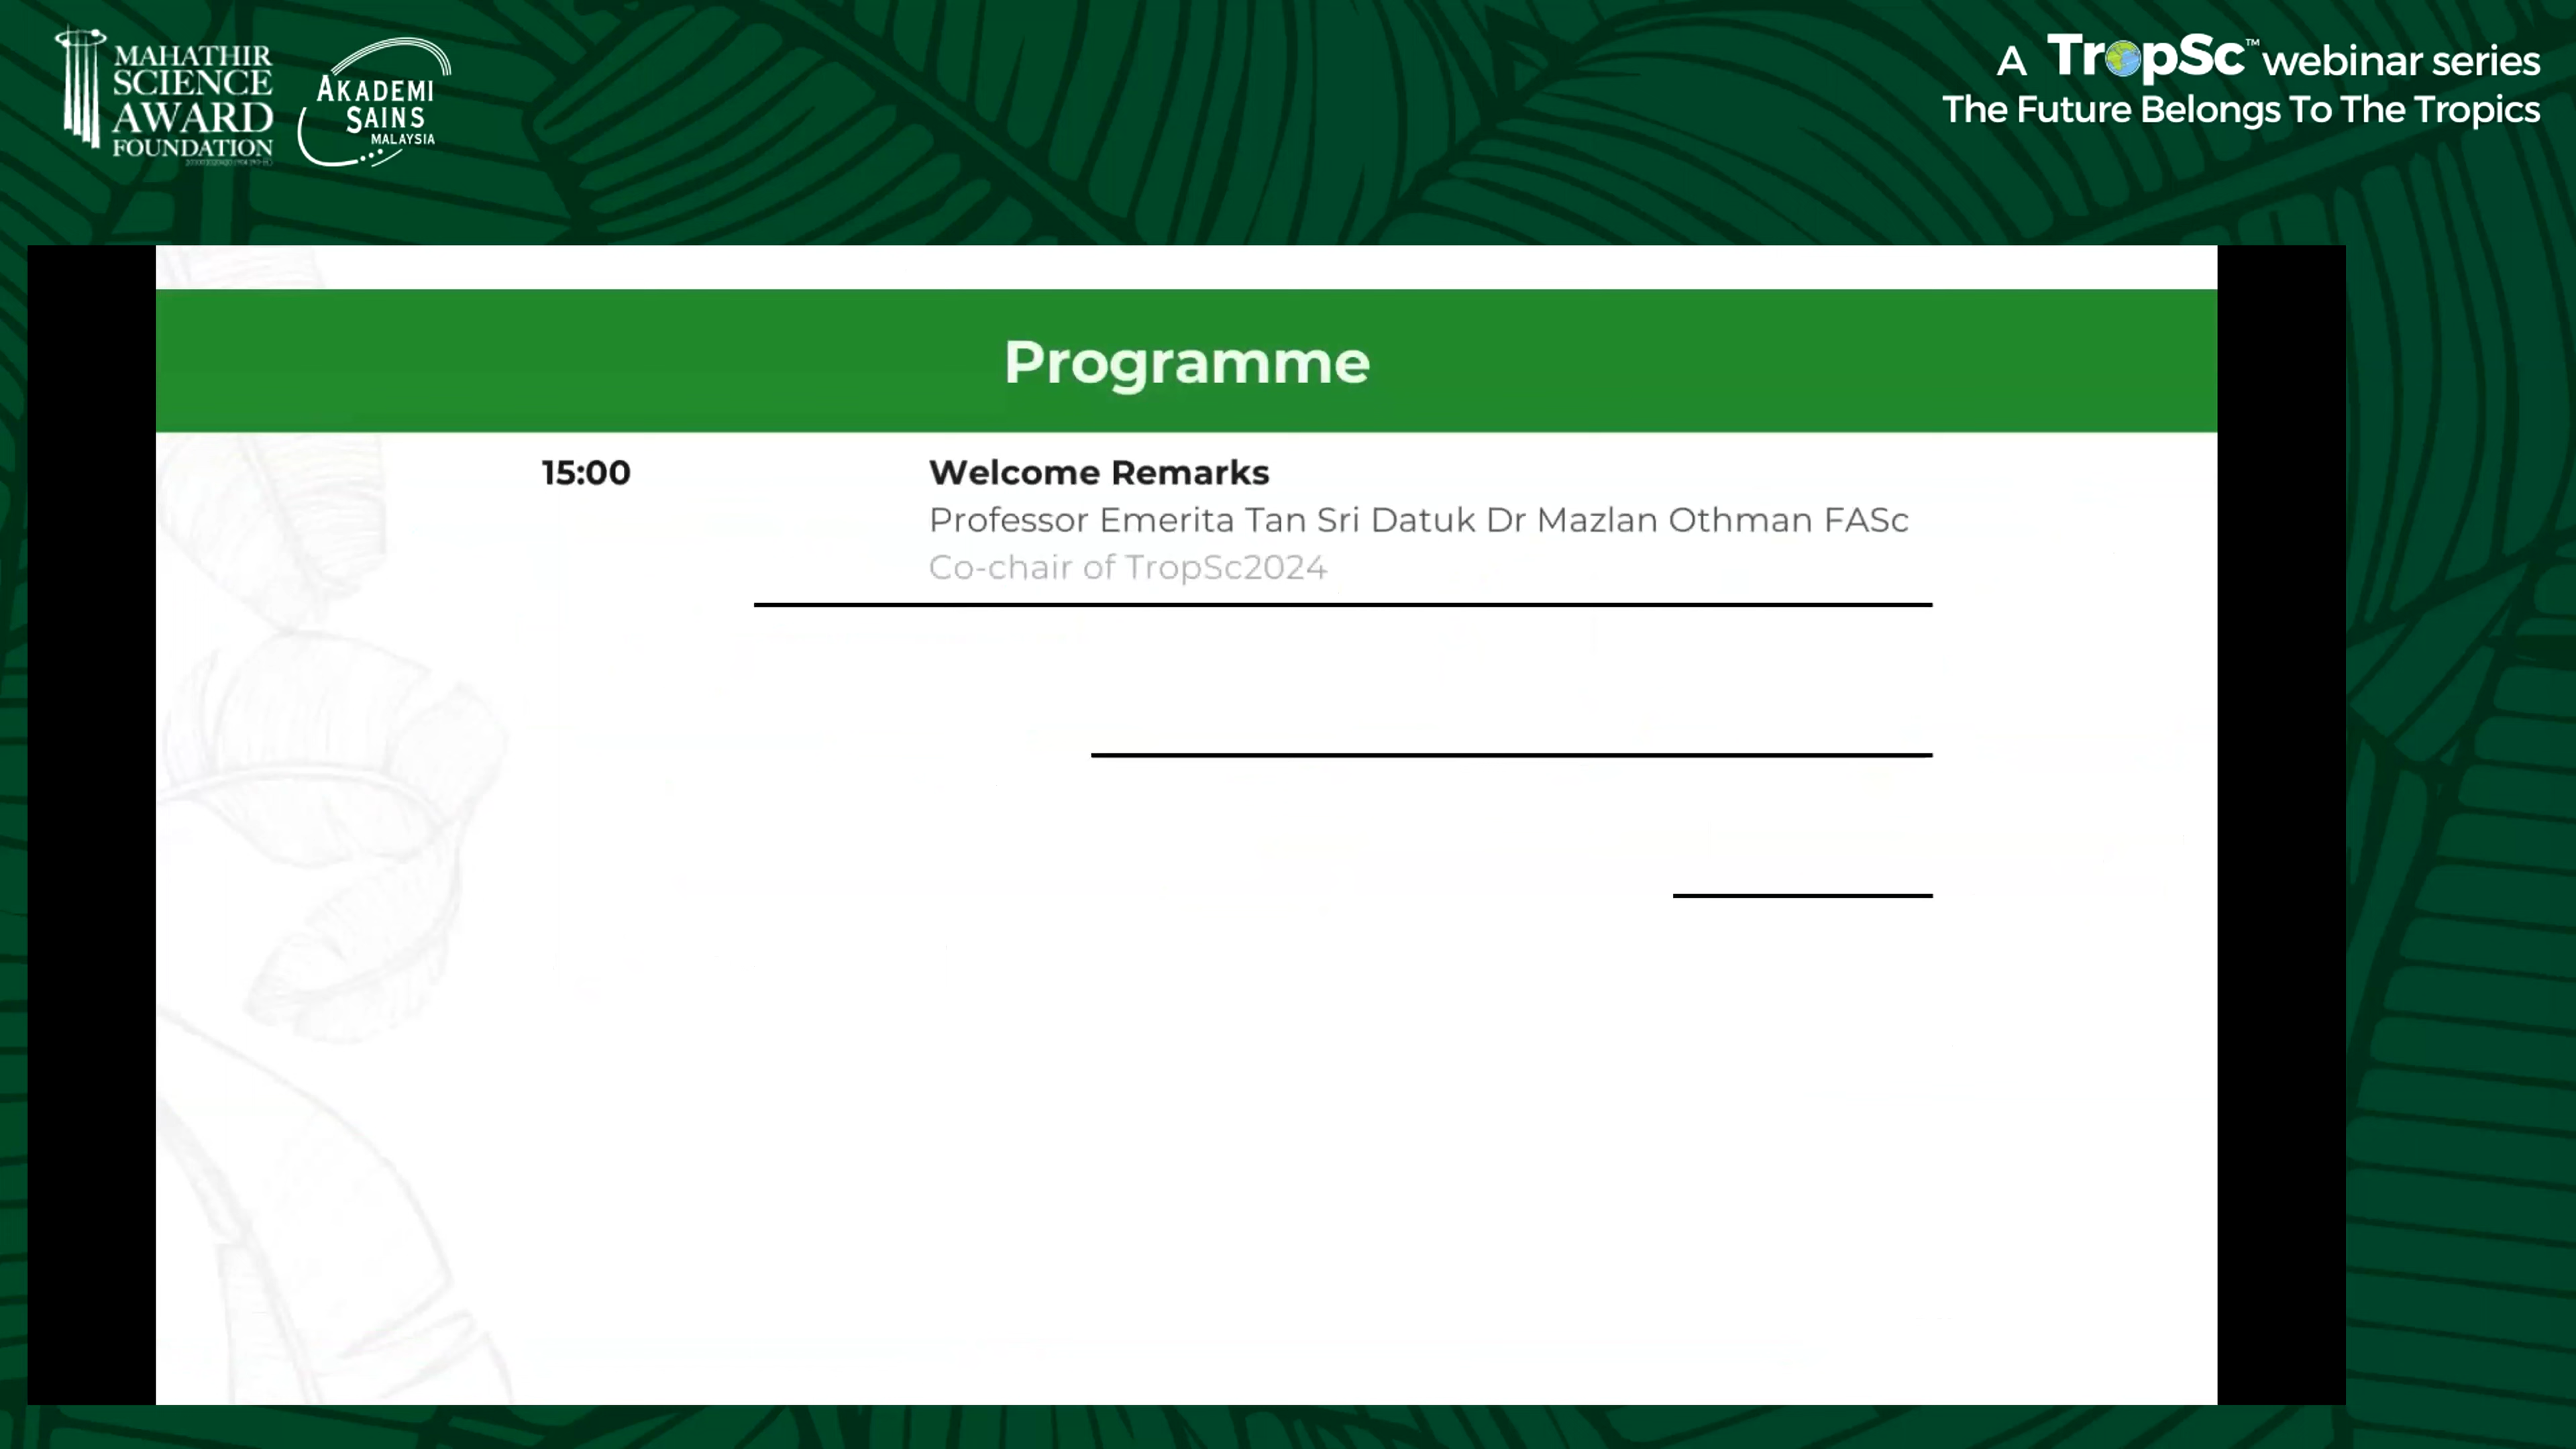 MAHATHIR
SCIENCE
AWARD
FOUNDATION
AKADEMI
SAINS
MALAYSIA
A TropSc™ webinar series
The Future Belongs To The Tropics
Programme
15:00 Welcome Remarks
Professor Emerita Tan Sri Datuk Dr Mazlan Othman FASc
Co-chair of TropSc2024